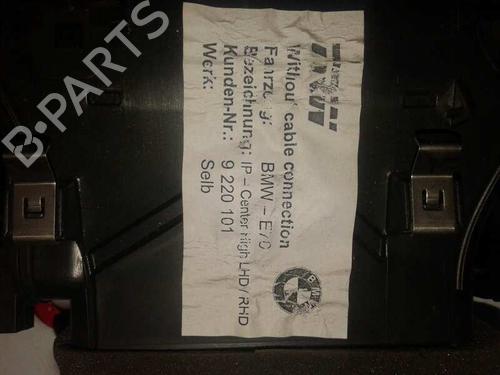 TRW
Without cable connection
Fahrzeug: BMW - E70
Bezeichnung: IP - Center High LHD / RHD
Kunden-Nr.: 9 220 101
Werk: Selb
BMW
B-PARTS